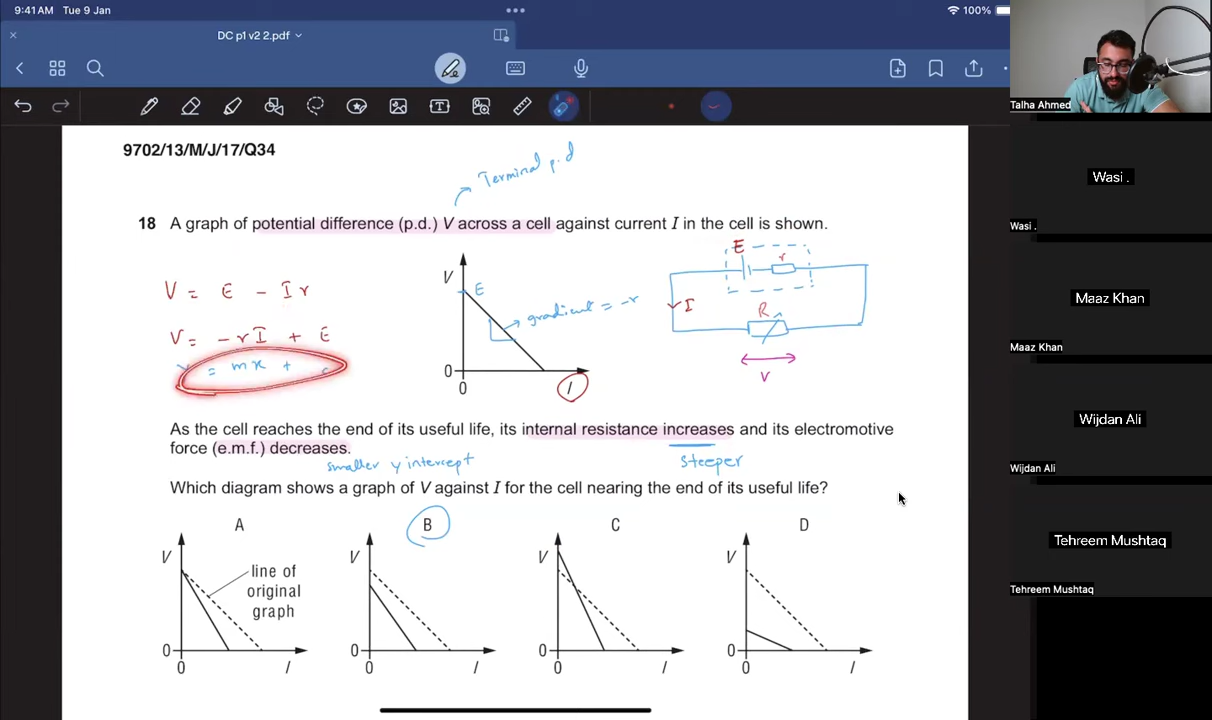 9:41 AM Tue 9 Jan
100%
DC p1 v2 2.pdf
Talha Ahmed
9702/13/M/J/17/Q34
Terminal p.d
18 A graph of potential difference (p.d.) V across a cell against current I in the cell is shown.
V = E - I r
V = - r I + E
= mx + c
V
E
gradient = -r
0
0
I
E
r
I
R
V
As the cell reaches the end of its useful life, its internal resistance increases and its electromotive
force (e.m.f.) decreases.
smaller y intercept
steeper
Which diagram shows a graph of V against I for the cell nearing the end of its useful life?
A
B
C
D
V
line of
original
graph
0
0
I
V
0
0
I
V
0
0
I
V
0
0
I
Wasi .
Wasi .
Maaz Khan
Maaz Khan
Wijdan Ali
Wijdan Ali
Tehreem Mushtaq
Tehreem Mushtaq